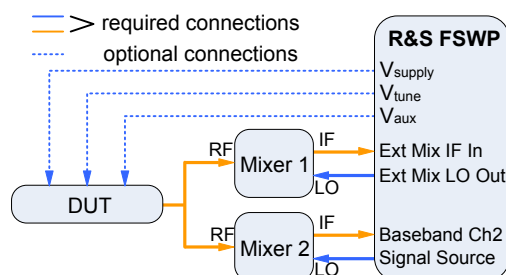 required connections
optional connections
R&S FSWP
Vsupply
Vtune
Vaux
RF
Mixer 1
IF
LO
Ext Mix IF In
Ext Mix LO Out
DUT
RF
Mixer 2
IF
LO
Baseband Ch2
Signal Source